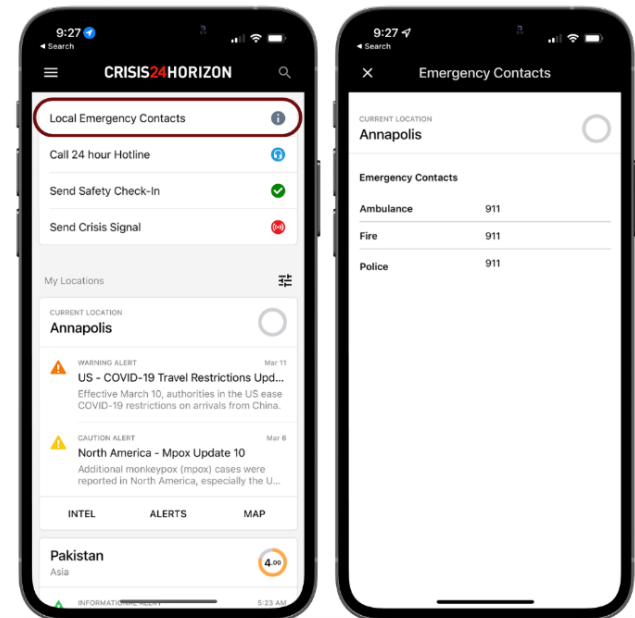 9:27
Search
CRISIS24HORIZON
Local Emergency Contacts
Call 24 hour Hotline
Send Safety Check-In
Send Crisis Signal
My Locations
CURRENT LOCATION
Annapolis
WARNING ALERT Mar 11
US - COVID-19 Travel Restrictions Upd...
Effective March 10, authorities in the US ease
COVID-19 restrictions on arrivals from China.
CAUTION ALERT Mar 6
North America - Mpox Update 10
Additional monkeypox (mpox) cases were
reported in North America, especially the U...
INTEL ALERTS MAP
Pakistan
Asia
4.00
INFORMATIONAL ALERT 5:23 AM
9:27
Search
Emergency Contacts
CURRENT LOCATION
Annapolis
Emergency Contacts
Ambulance 911
Fire 911
Police 911